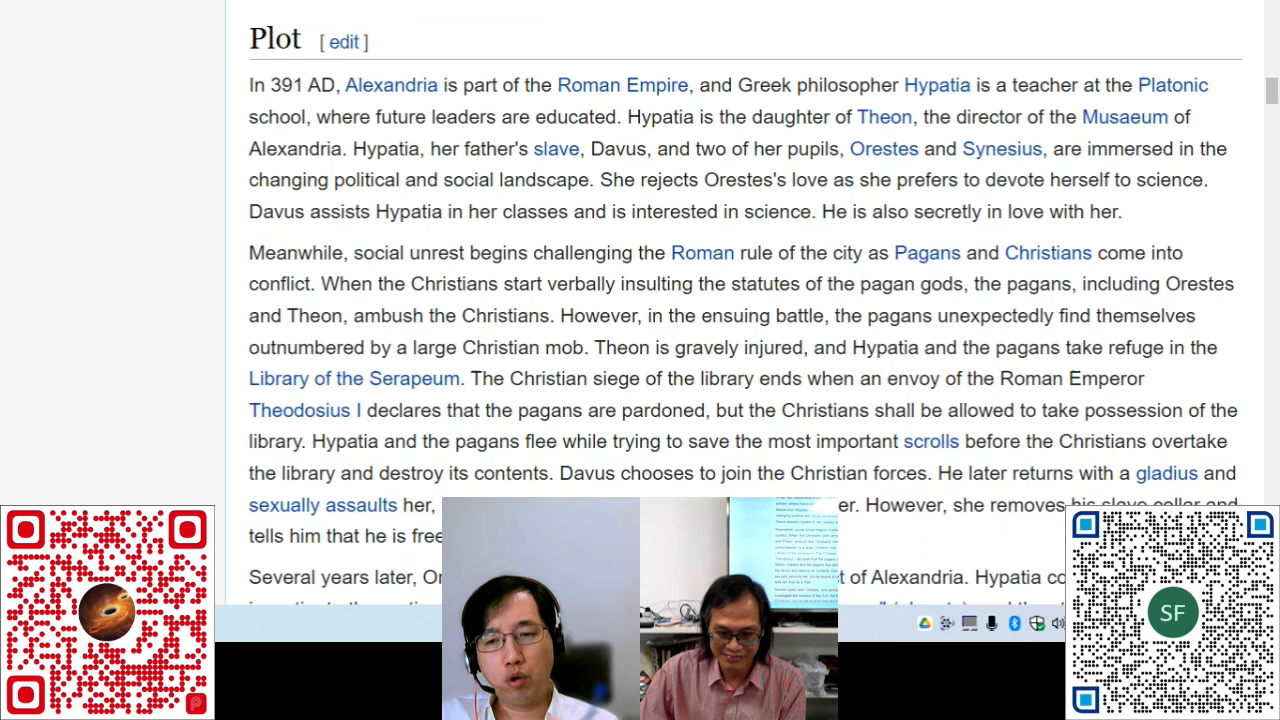 Plot [ edit ]
In 391 AD, Alexandria is part of the Roman Empire, and Greek philosopher Hypatia is a teacher at the Platonic
school, where future leaders are educated. Hypatia is the daughter of Theon, the director of the Musaeum of
Alexandria. Hypatia, her father's slave, Davus, and two of her pupils, Orestes and Synesius, are immersed in the
changing political and social landscape. She rejects Orestes's love as she prefers to devote herself to science.
Davus assists Hypatia in her classes and is interested in science. He is also secretly in love with her.
Meanwhile, social unrest begins challenging the Roman rule of the city as Pagans and Christians come into
conflict. When the Christians start verbally insulting the statutes of the pagan gods, the pagans, including Orestes
and Theon, ambush the Christians. However, in the ensuing battle, the pagans unexpectedly find themselves
outnumbered by a large Christian mob. Theon is gravely injured, and Hypatia and the pagans take refuge in the
Library of the Serapeum. The Christian siege of the library ends when an envoy of the Roman Emperor
Theodosius I declares that the pagans are pardoned, but the Christians shall be allowed to take possession of the
library. Hypatia and the pagans flee while trying to save the most important scrolls before the Christians overtake
the library and destroy its contents. Davus chooses to join the Christian forces. He later returns with a gladius and
sexually assaults her, er. However, she removes his slave collar
tells him that he is free
Several years later, Or t of Alexandria. Hypatia co
SF